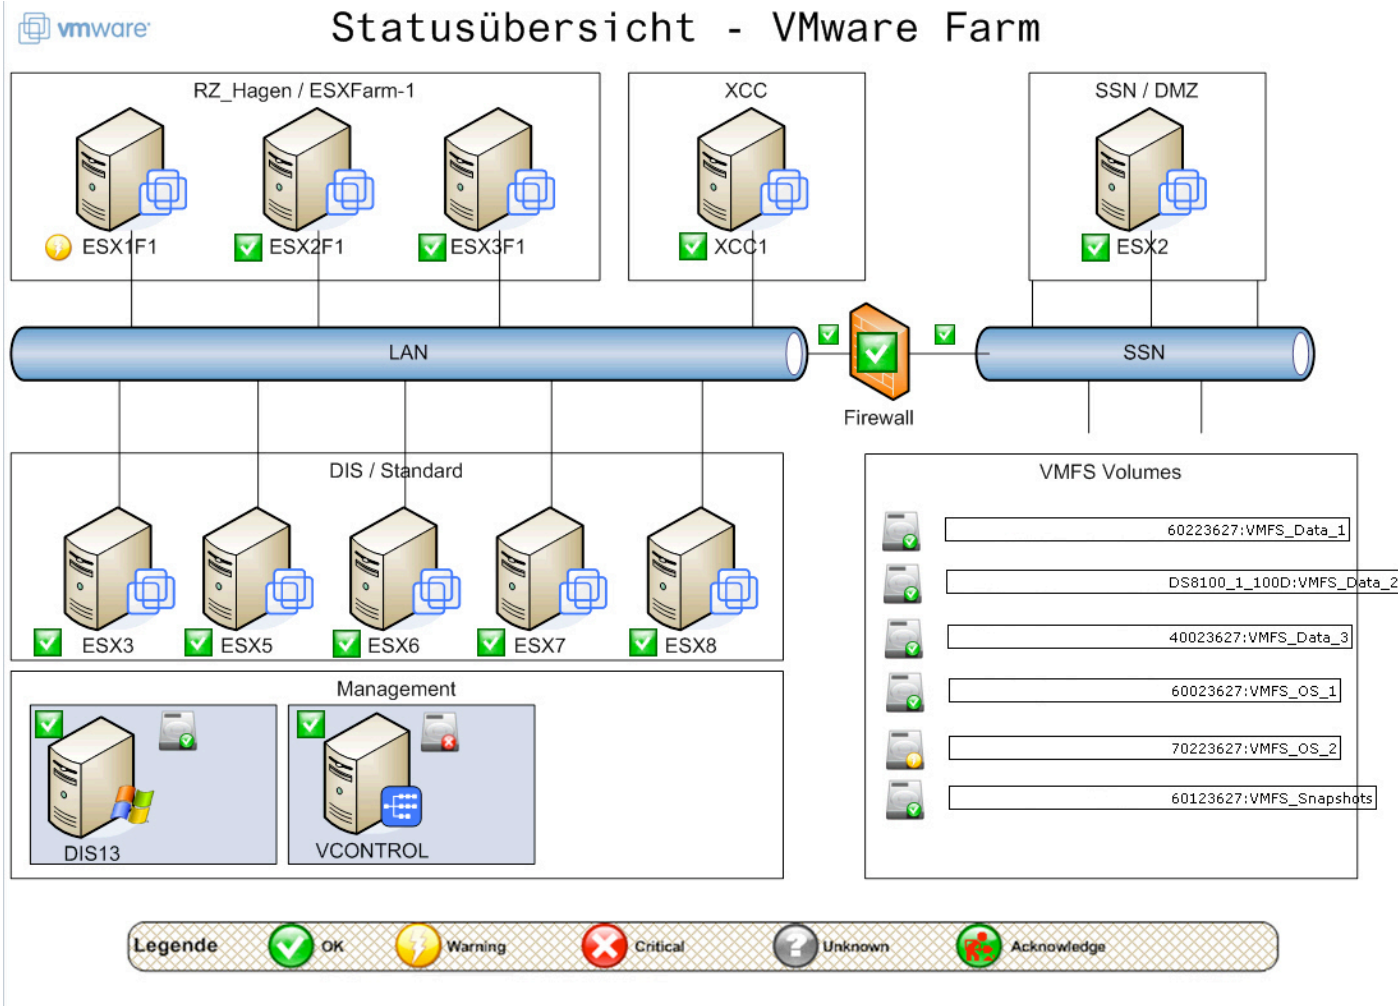 vmware
Statusübersicht - VMware Farm
RZ_Hagen / ESXFarm-1
XCC
SSN / DMZ
ESX1F1
ESX2F1
ESX3F1
XCC1
ESX2
LAN
SSN
Firewall
DIS / Standard
ESX3
ESX5
ESX6
ESX7
ESX8
VMFS Volumes
60223627:VMFS_Data_1
DS8100_1_100D:VMFS_Data_2
40023627:VMFS_Data_3
60023627:VMFS_OS_1
70223627:VMFS_OS_2
60123627:VMFS_Snapshots
Management
DIS13
VCONTROL
Legende
OK
Warning
Critical
Unknown
Acknowledge